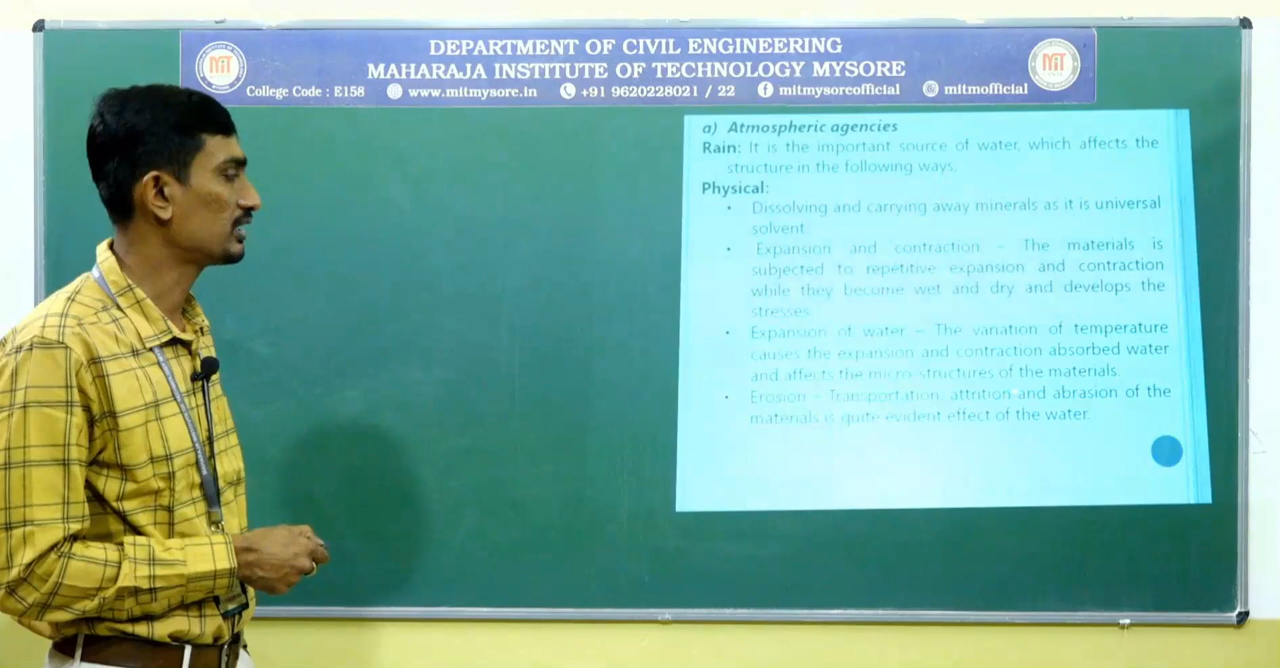 DEPARTMENT OF CIVIL ENGINEERING
MAHARAJA INSTITUTE OF TECHNOLOGY MYSORE
College Code : E158 www.mitmysore.in +91 9620228021 / 22 mitmysoreofficial mitmofficial
MiT
MiT
a) Atmospheric agencies
Rain: It is the important source of water, which affects the
structure in the following ways.
Physical:
• Dissolving and carrying away minerals as it is universal
solvent.
• Expansion and contraction – The materials is
subjected to repetitive expansion and contraction
while they become wet and dry and develops the
stresses.
• Expansion of water – The variation of temperature
causes the expansion and contraction absorbed water
and affects the micro-structures of the materials.
• Erosion – Transportation, attrition and abrasion of the
materials is quite evident effect of the water.